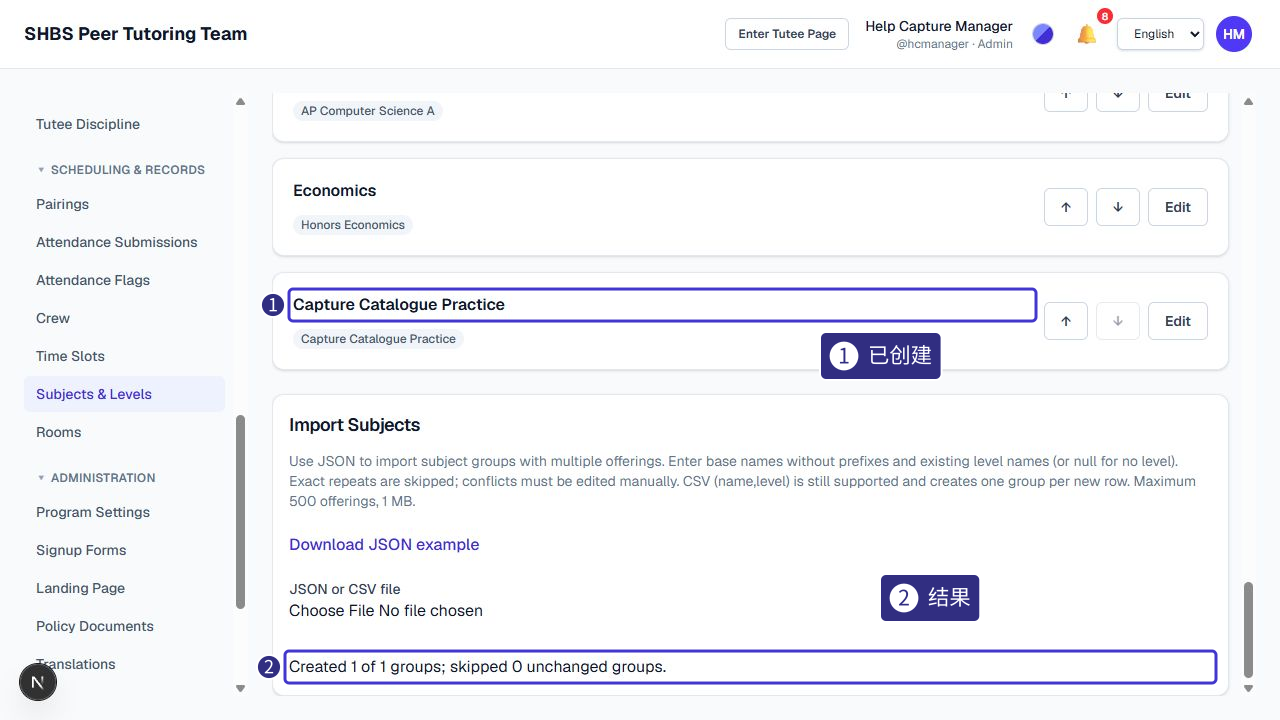 SHBS Peer Tutoring Team
Enter Tutee Page
Help Capture Manager
@hcmanager · Admin
8
English
HM
Tutee Discipline
SCHEDULING & RECORDS
Pairings
Attendance Submissions
Attendance Flags
Crew
Time Slots
Subjects & Levels
Rooms
ADMINISTRATION
Program Settings
Signup Forms
Landing Page
Policy Documents
Translations
N
AP Computer Science A
↑ ↓ Edit
Economics
Honors Economics
↑ ↓ Edit
1 Capture Catalogue Practice
Capture Catalogue Practice
↑ ↓ Edit
1 已创建
Import Subjects
Use JSON to import subject groups with multiple offerings. Enter base names without prefixes and existing level names (or null for no level).
Exact repeats are skipped; conflicts must be edited manually. CSV (name,level) is still supported and creates one group per new row. Maximum
500 offerings, 1 MB.
Download JSON example
JSON or CSV file
Choose File No file chosen
2 结果
2 Created 1 of 1 groups; skipped 0 unchanged groups.